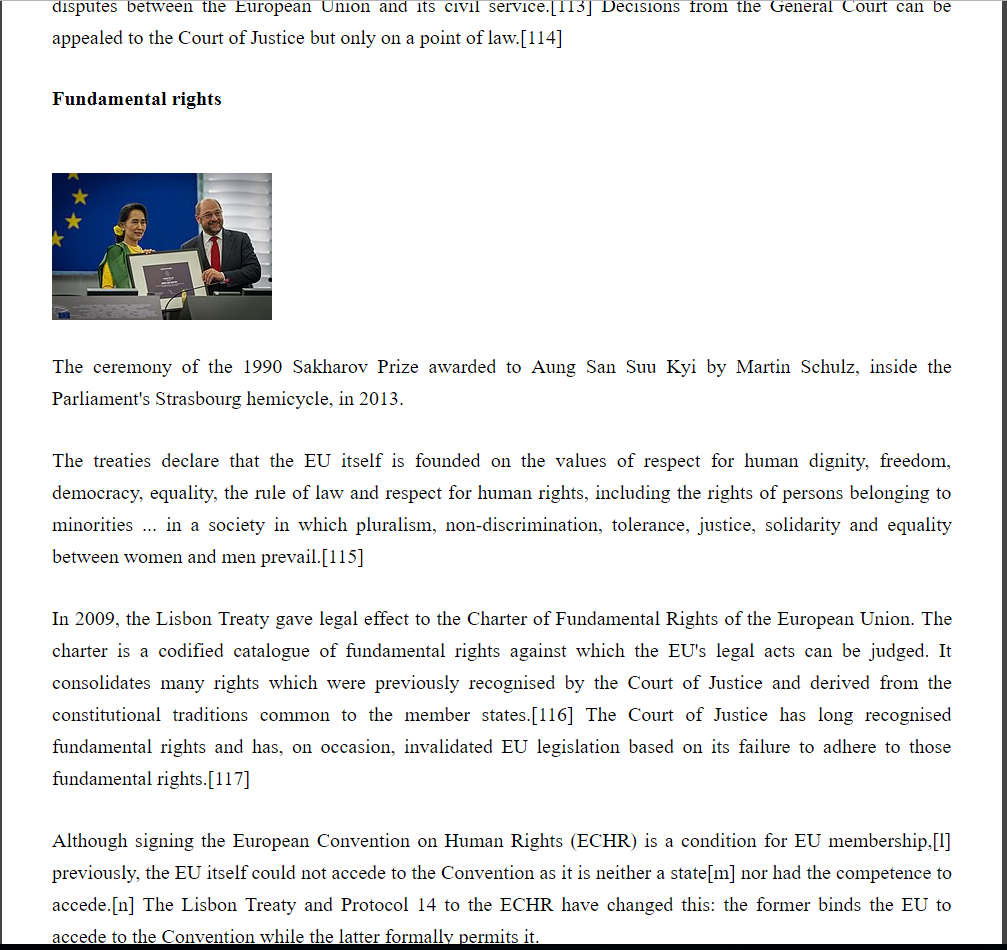 disputes between the European Union and its civil service.[113] Decisions from the General Court can be
appealed to the Court of Justice but only on a point of law.[114]
Fundamental rights
The ceremony of the 1990 Sakharov Prize awarded to Aung San Suu Kyi by Martin Schulz, inside the
Parliament's Strasbourg hemicycle, in 2013.
The treaties declare that the EU itself is founded on the values of respect for human dignity, freedom,
democracy, equality, the rule of law and respect for human rights, including the rights of persons belonging to
minorities ... in a society in which pluralism, non-discrimination, tolerance, justice, solidarity and equality
between women and men prevail.[115]
In 2009, the Lisbon Treaty gave legal effect to the Charter of Fundamental Rights of the European Union. The
charter is a codified catalogue of fundamental rights against which the EU's legal acts can be judged. It
consolidates many rights which were previously recognised by the Court of Justice and derived from the
constitutional traditions common to the member states.[116] The Court of Justice has long recognised
fundamental rights and has, on occasion, invalidated EU legislation based on its failure to adhere to those
fundamental rights.[117]
Although signing the European Convention on Human Rights (ECHR) is a condition for EU membership,[l]
previously, the EU itself could not accede to the Convention as it is neither a state[m] nor had the competence to
accede.[n] The Lisbon Treaty and Protocol 14 to the ECHR have changed this: the former binds the EU to
accede to the Convention while the latter formally permits it.